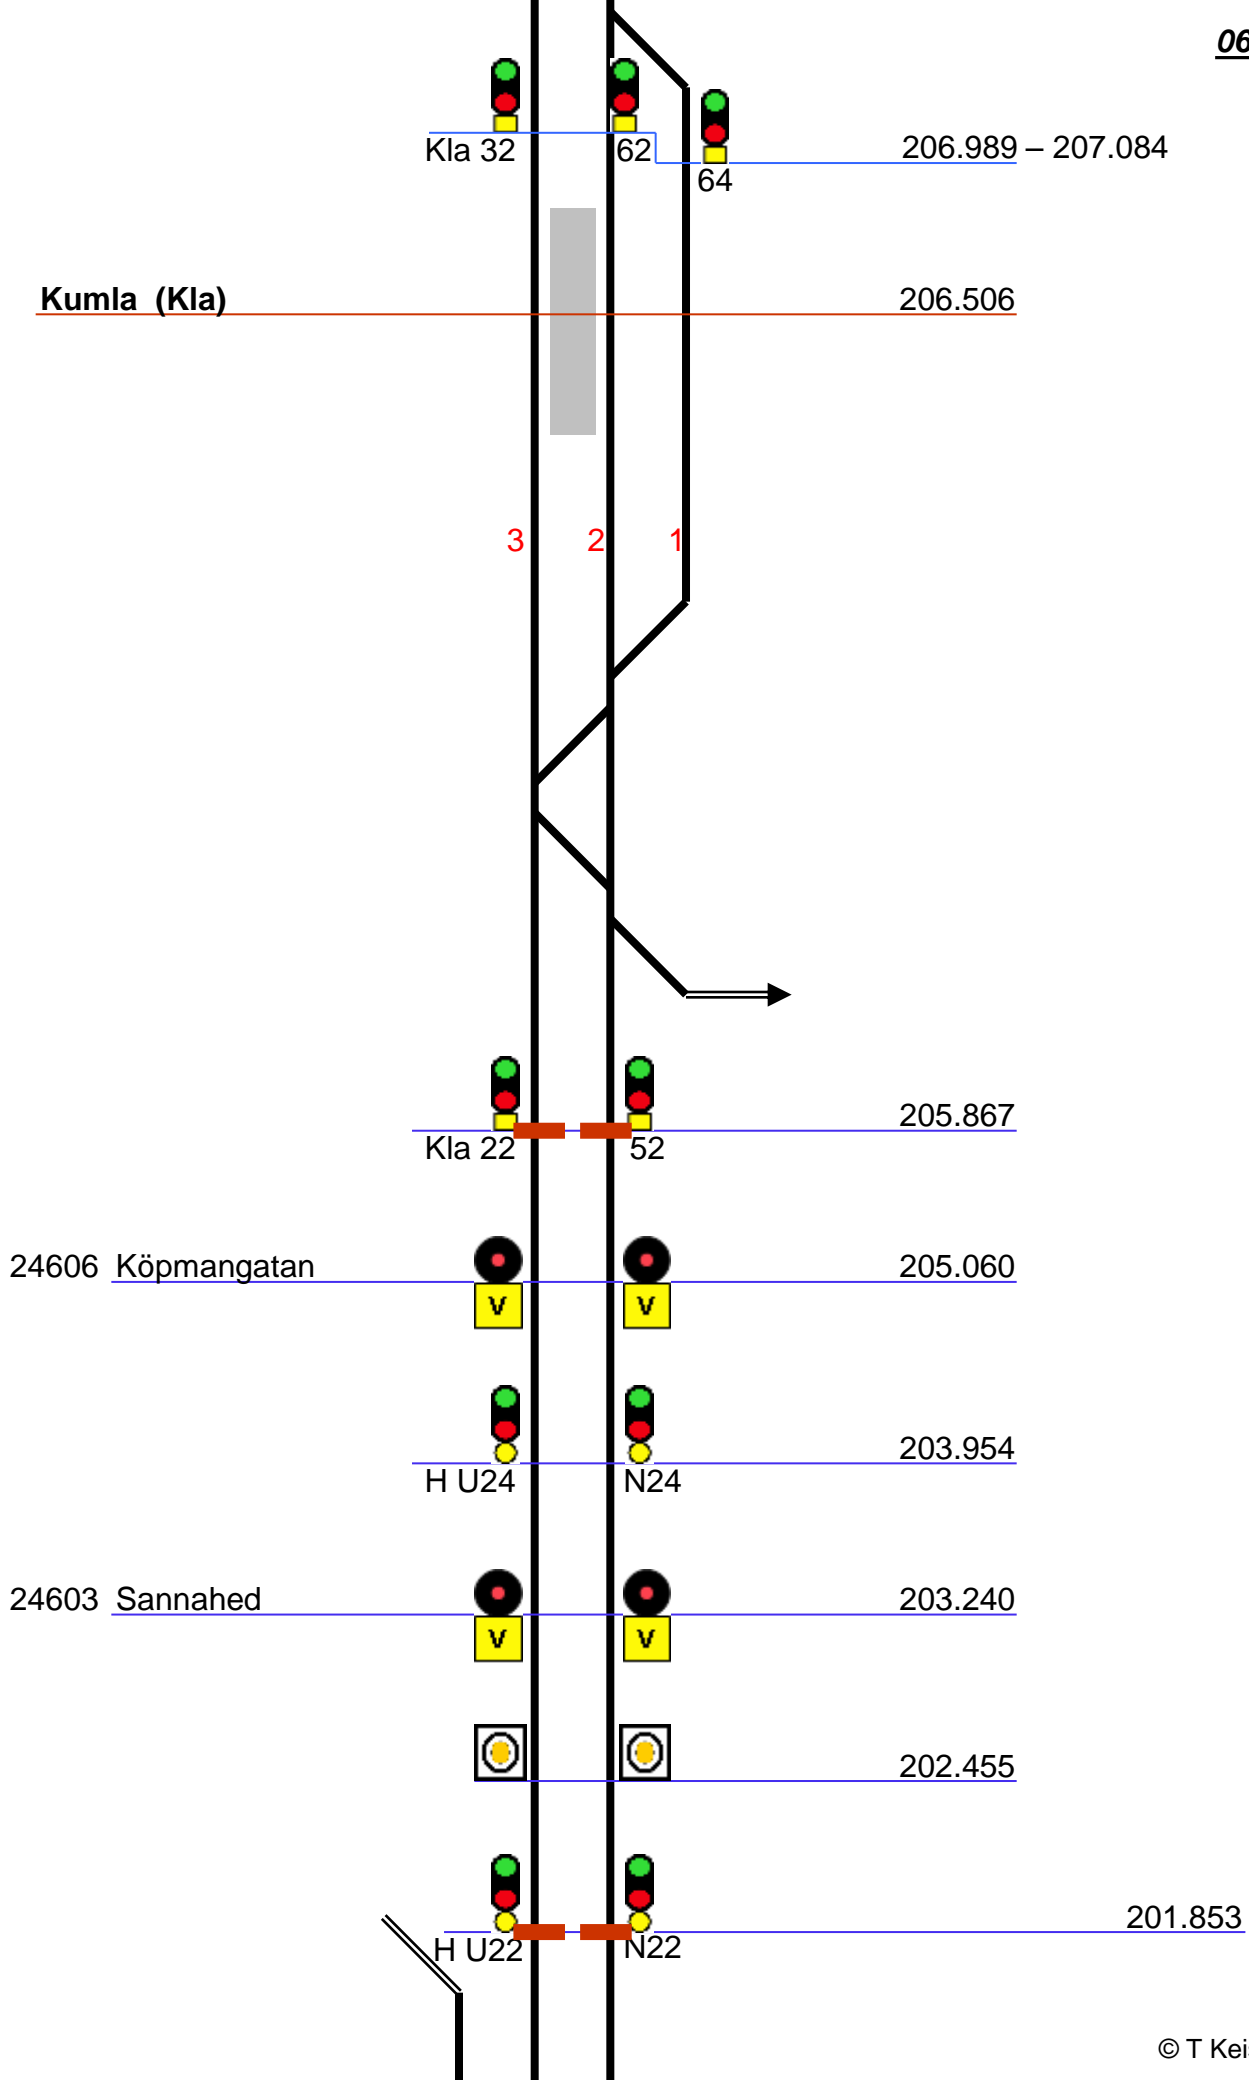 06
Kla 32 62 206.989 – 207.084
64
Kumla (Kla) 206.506
3 2 1
205.867
Kla 22 52
24606 Köpmangatan 205.060
V V
203.954
H U24 N24
24603 Sannahed 203.240
V V
202.455
201.853
H U22 N22
© T Kei